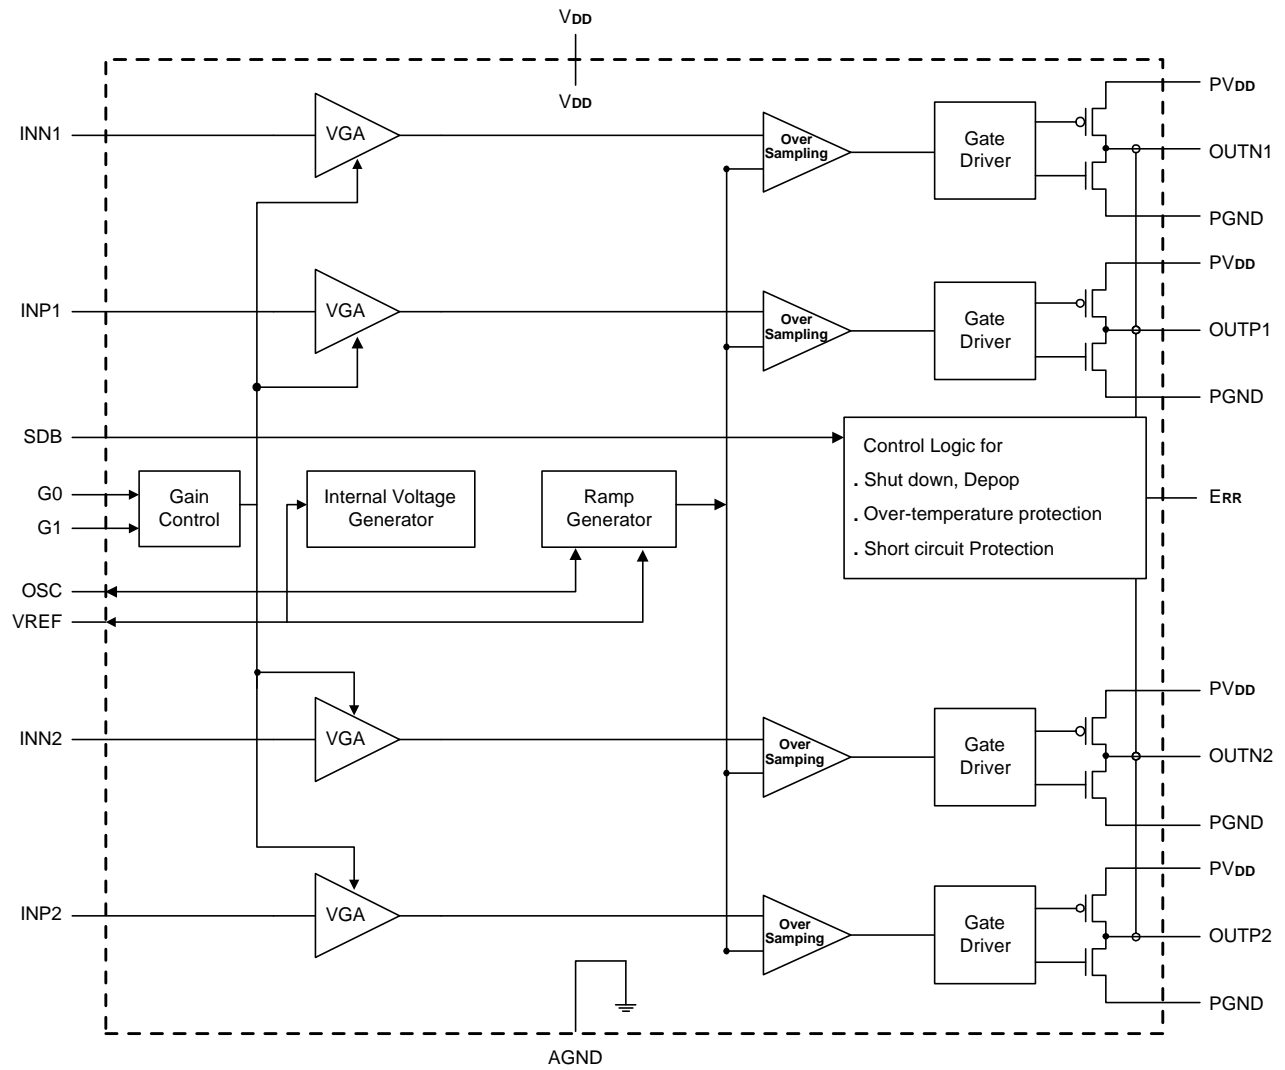 VDD
VDD
INN1
VGA
Over
Sampling
Gate
Driver
PVDD
OUTN1
PGND
INP1
VGA
Over
Sampling
Gate
Driver
PVDD
OUTP1
PGND
SDB
G0
G1
Gain
Control
Internal Voltage
Generator
Ramp
Generator
Control Logic for
. Shut down, Depop
. Over-temperature protection
. Short circuit Protection
ERR
OSC
VREF
INN2
VGA
Over
Samping
Gate
Driver
PVDD
OUTN2
PGND
INP2
VGA
Over
Sampling
Gate
Driver
PVDD
OUTP2
PGND
AGND